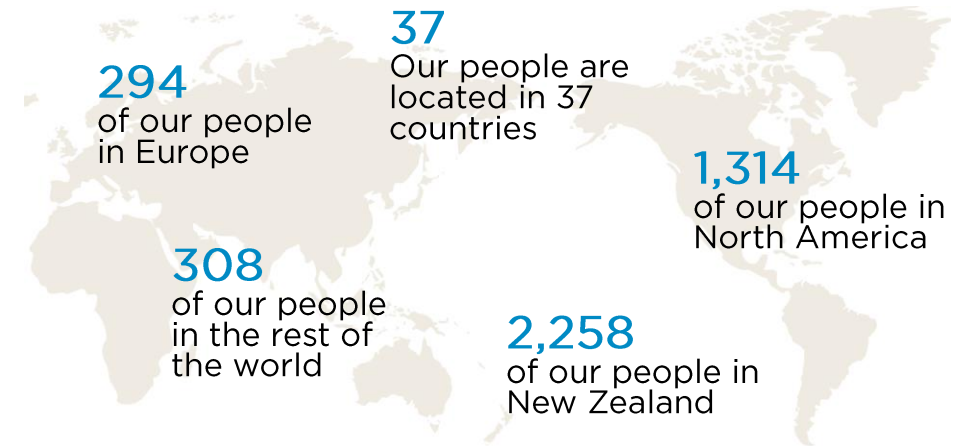 37
Our people are
located in 37
countries
294
of our people
in Europe
1,314
of our people in
North America
308
of our people
in the rest of
the world
2,258
of our people in
New Zealand